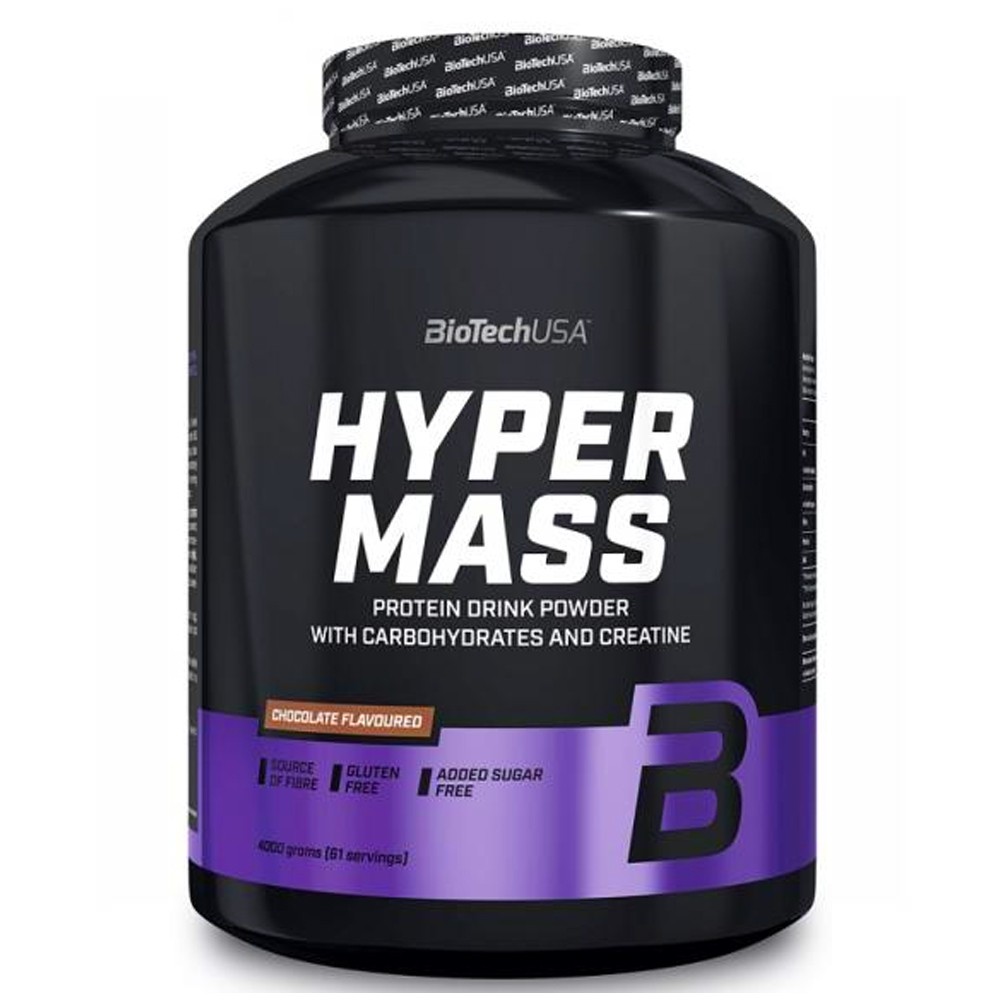 BioTechUSA
HYPER
MASS
PROTEIN DRINK POWDER
WITH CARBOHYDRATES AND CREATINE
CHOCOLATE FLAVOURED
SOURCE
OF FIBRE
GLUTEN
FREE
ADDED SUGAR
FREE
4000 grams (61 servings)
B